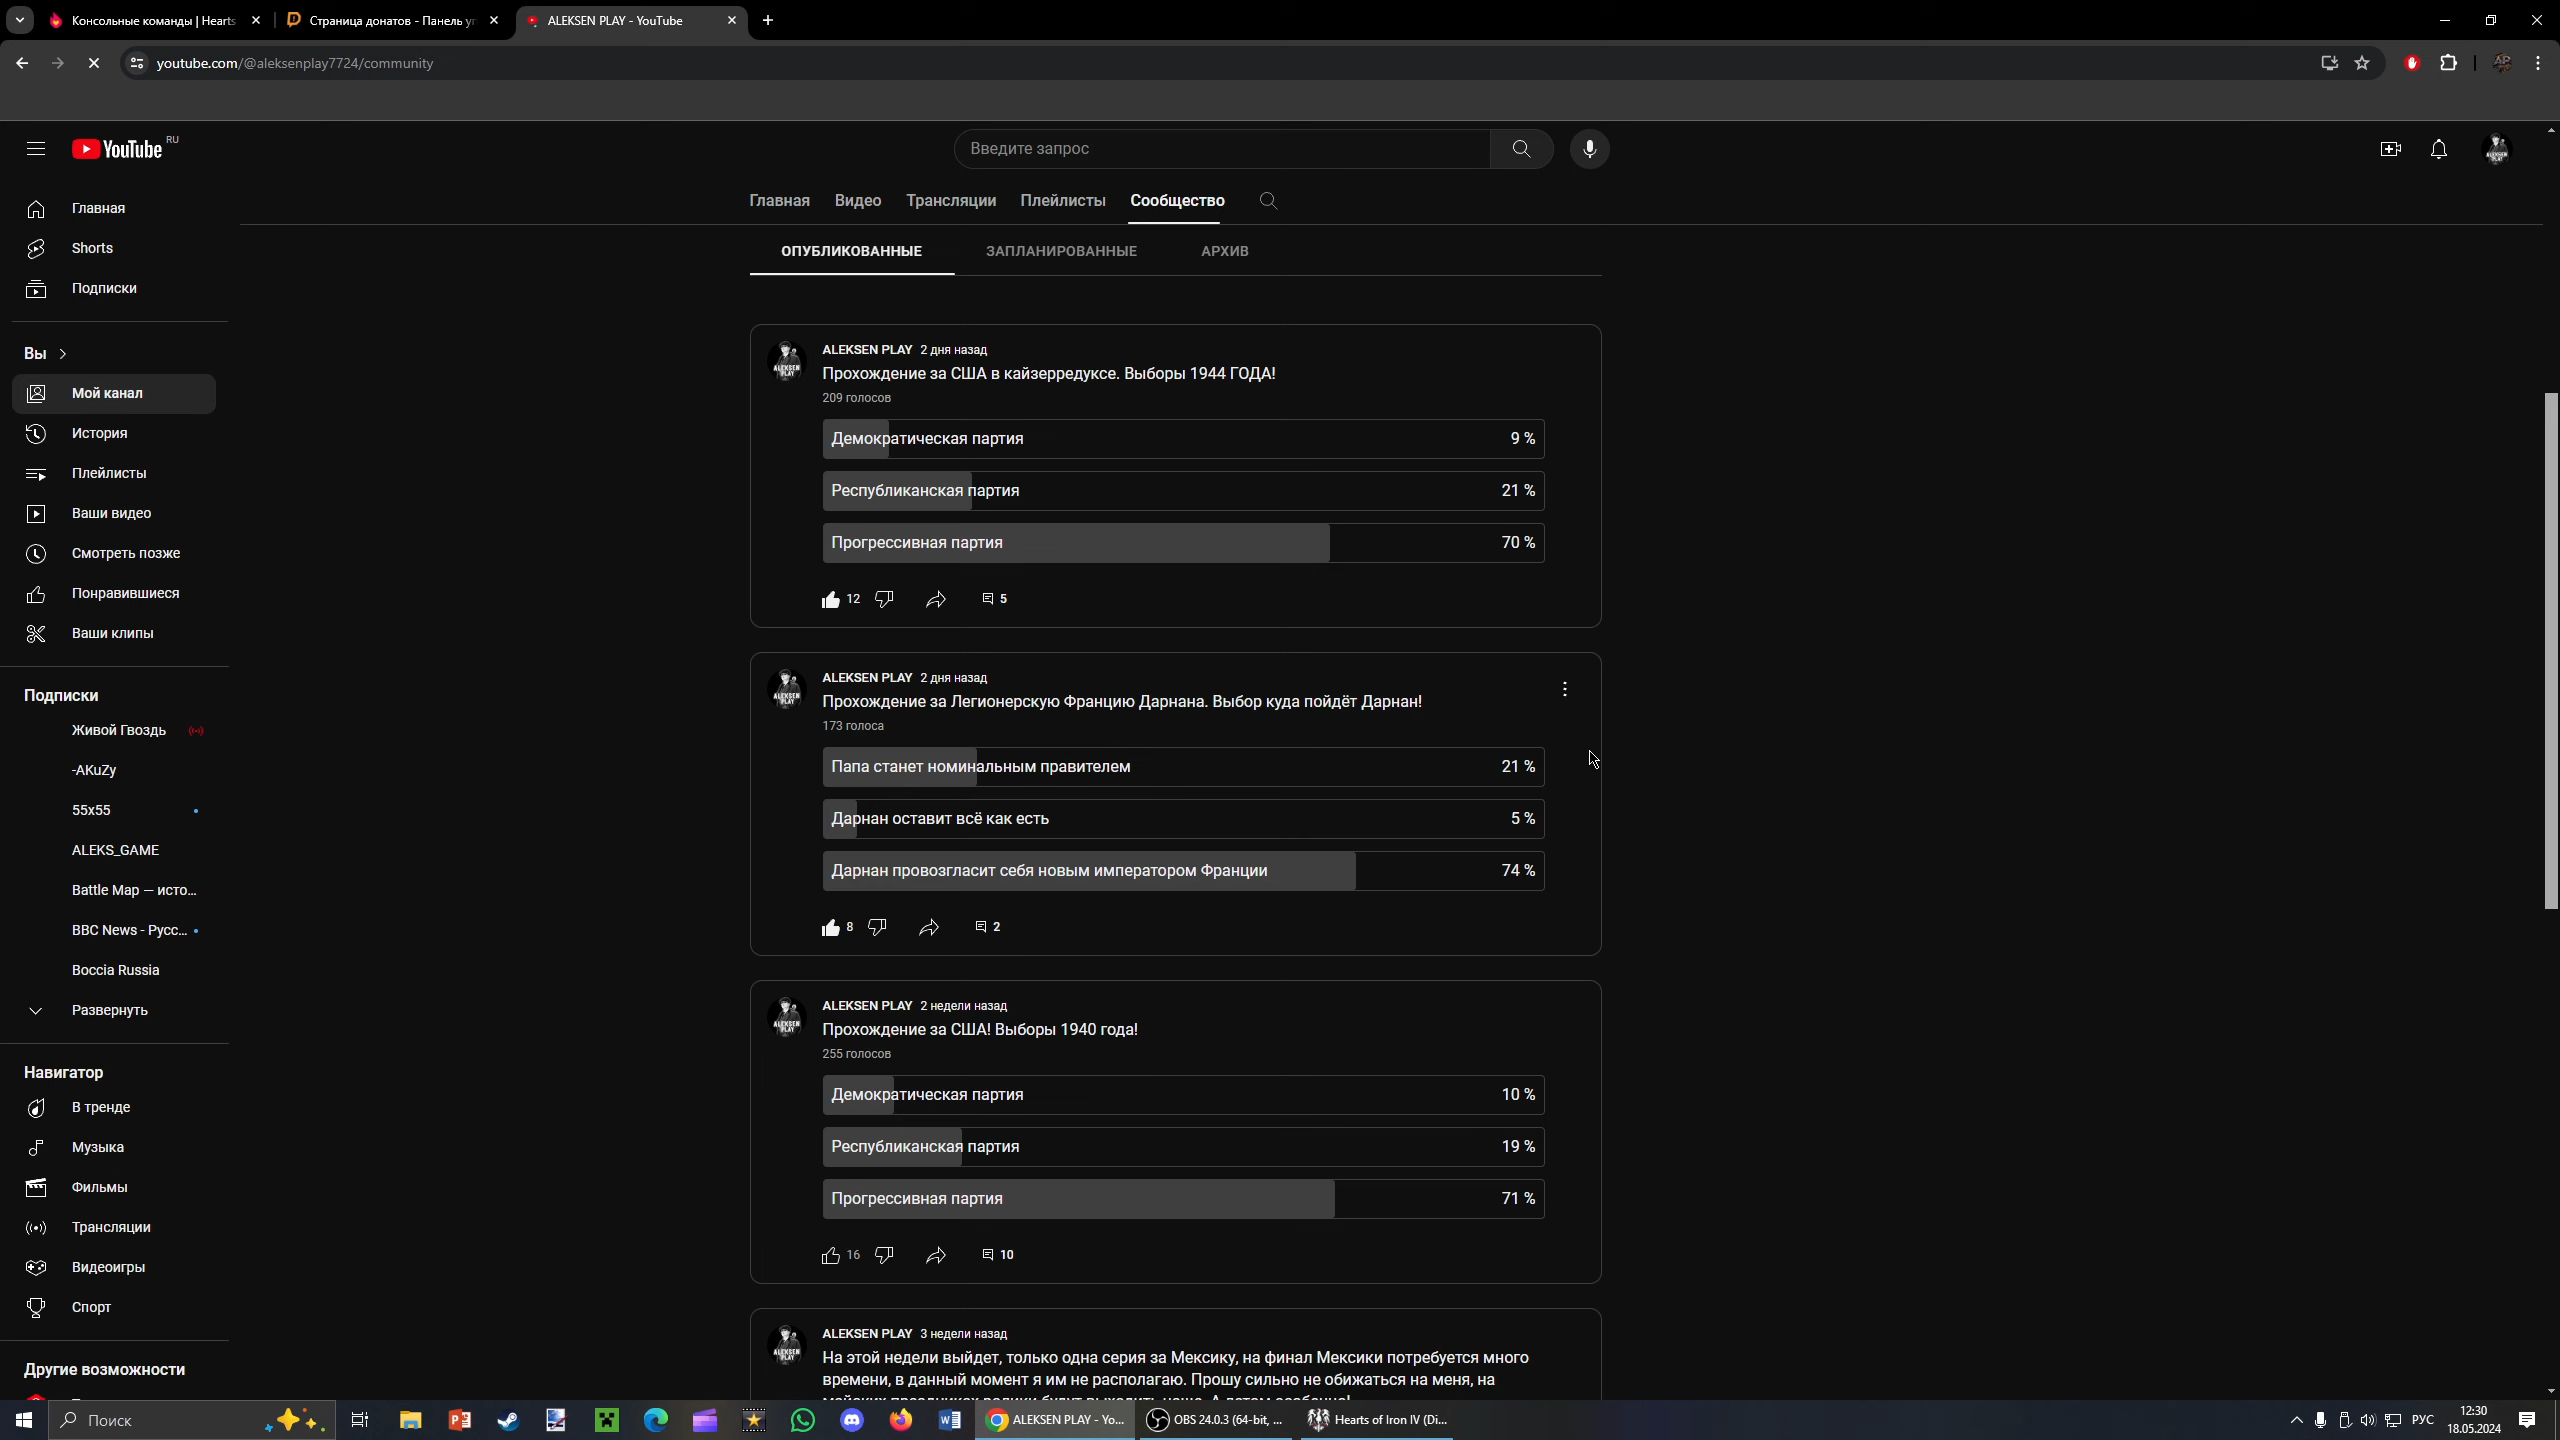 Консольные команды | Hearts
Страница донатов - Панель уп
ALEKSEN PLAY - YouTube
youtube.com/@aleksenplay7724/community
YouTube RU
Введите запрос
Главная Видео Трансляции Плейлисты Сообщество
ОПУБЛИКОВАННЫЕ ЗАПЛАНИРОВАННЫЕ АРХИВ
Главная
Shorts
Подписки
Вы
Мой канал
История
Плейлисты
Ваши видео
Смотреть позже
Понравившиеся
Ваши клипы
Подписки
Живой Гвоздь
-AKuZy
55x55
ALEKS_GAME
Battle Map — исто...
BBC News - Русс...
Boccia Russia
Развернуть
Навигатор
В тренде
Музыка
Фильмы
Трансляции
Видеоигры
Спорт
Другие возможности
ALEKSEN PLAY 2 дня назад
Прохождение за США в кайзерредуксе. Выборы 1944 ГОДА!
209 голосов
Демократическая партия 9 %
Республиканская партия 21 %
Прогрессивная партия 70 %
12 5
ALEKSEN PLAY 2 дня назад
Прохождение за Легионерскую Францию Дарнана. Выбор куда пойдёт Дарнан!
173 голоса
Папа станет номинальным правителем 21 %
Дарнан оставит всё как есть 5 %
Дарнан провозгласит себя новым императором Франции 74 %
8 2
ALEKSEN PLAY 2 недели назад
Прохождение за США! Выборы 1940 года!
255 голосов
Демократическая партия 10 %
Республиканская партия 19 %
Прогрессивная партия 71 %
16 10
ALEKSEN PLAY 3 недели назад
На этой недели выйдет, только одна серия за Мексику, на финал Мексики потребуется много
времени, в данный момент я им не располагаю. Прошу сильно не обижаться на меня, на
Поиск
ALEKSEN PLAY - Yo...
OBS 24.0.3 (64-bit, ...
Hearts of Iron IV (Di...
РУС
12:30
18.05.2024